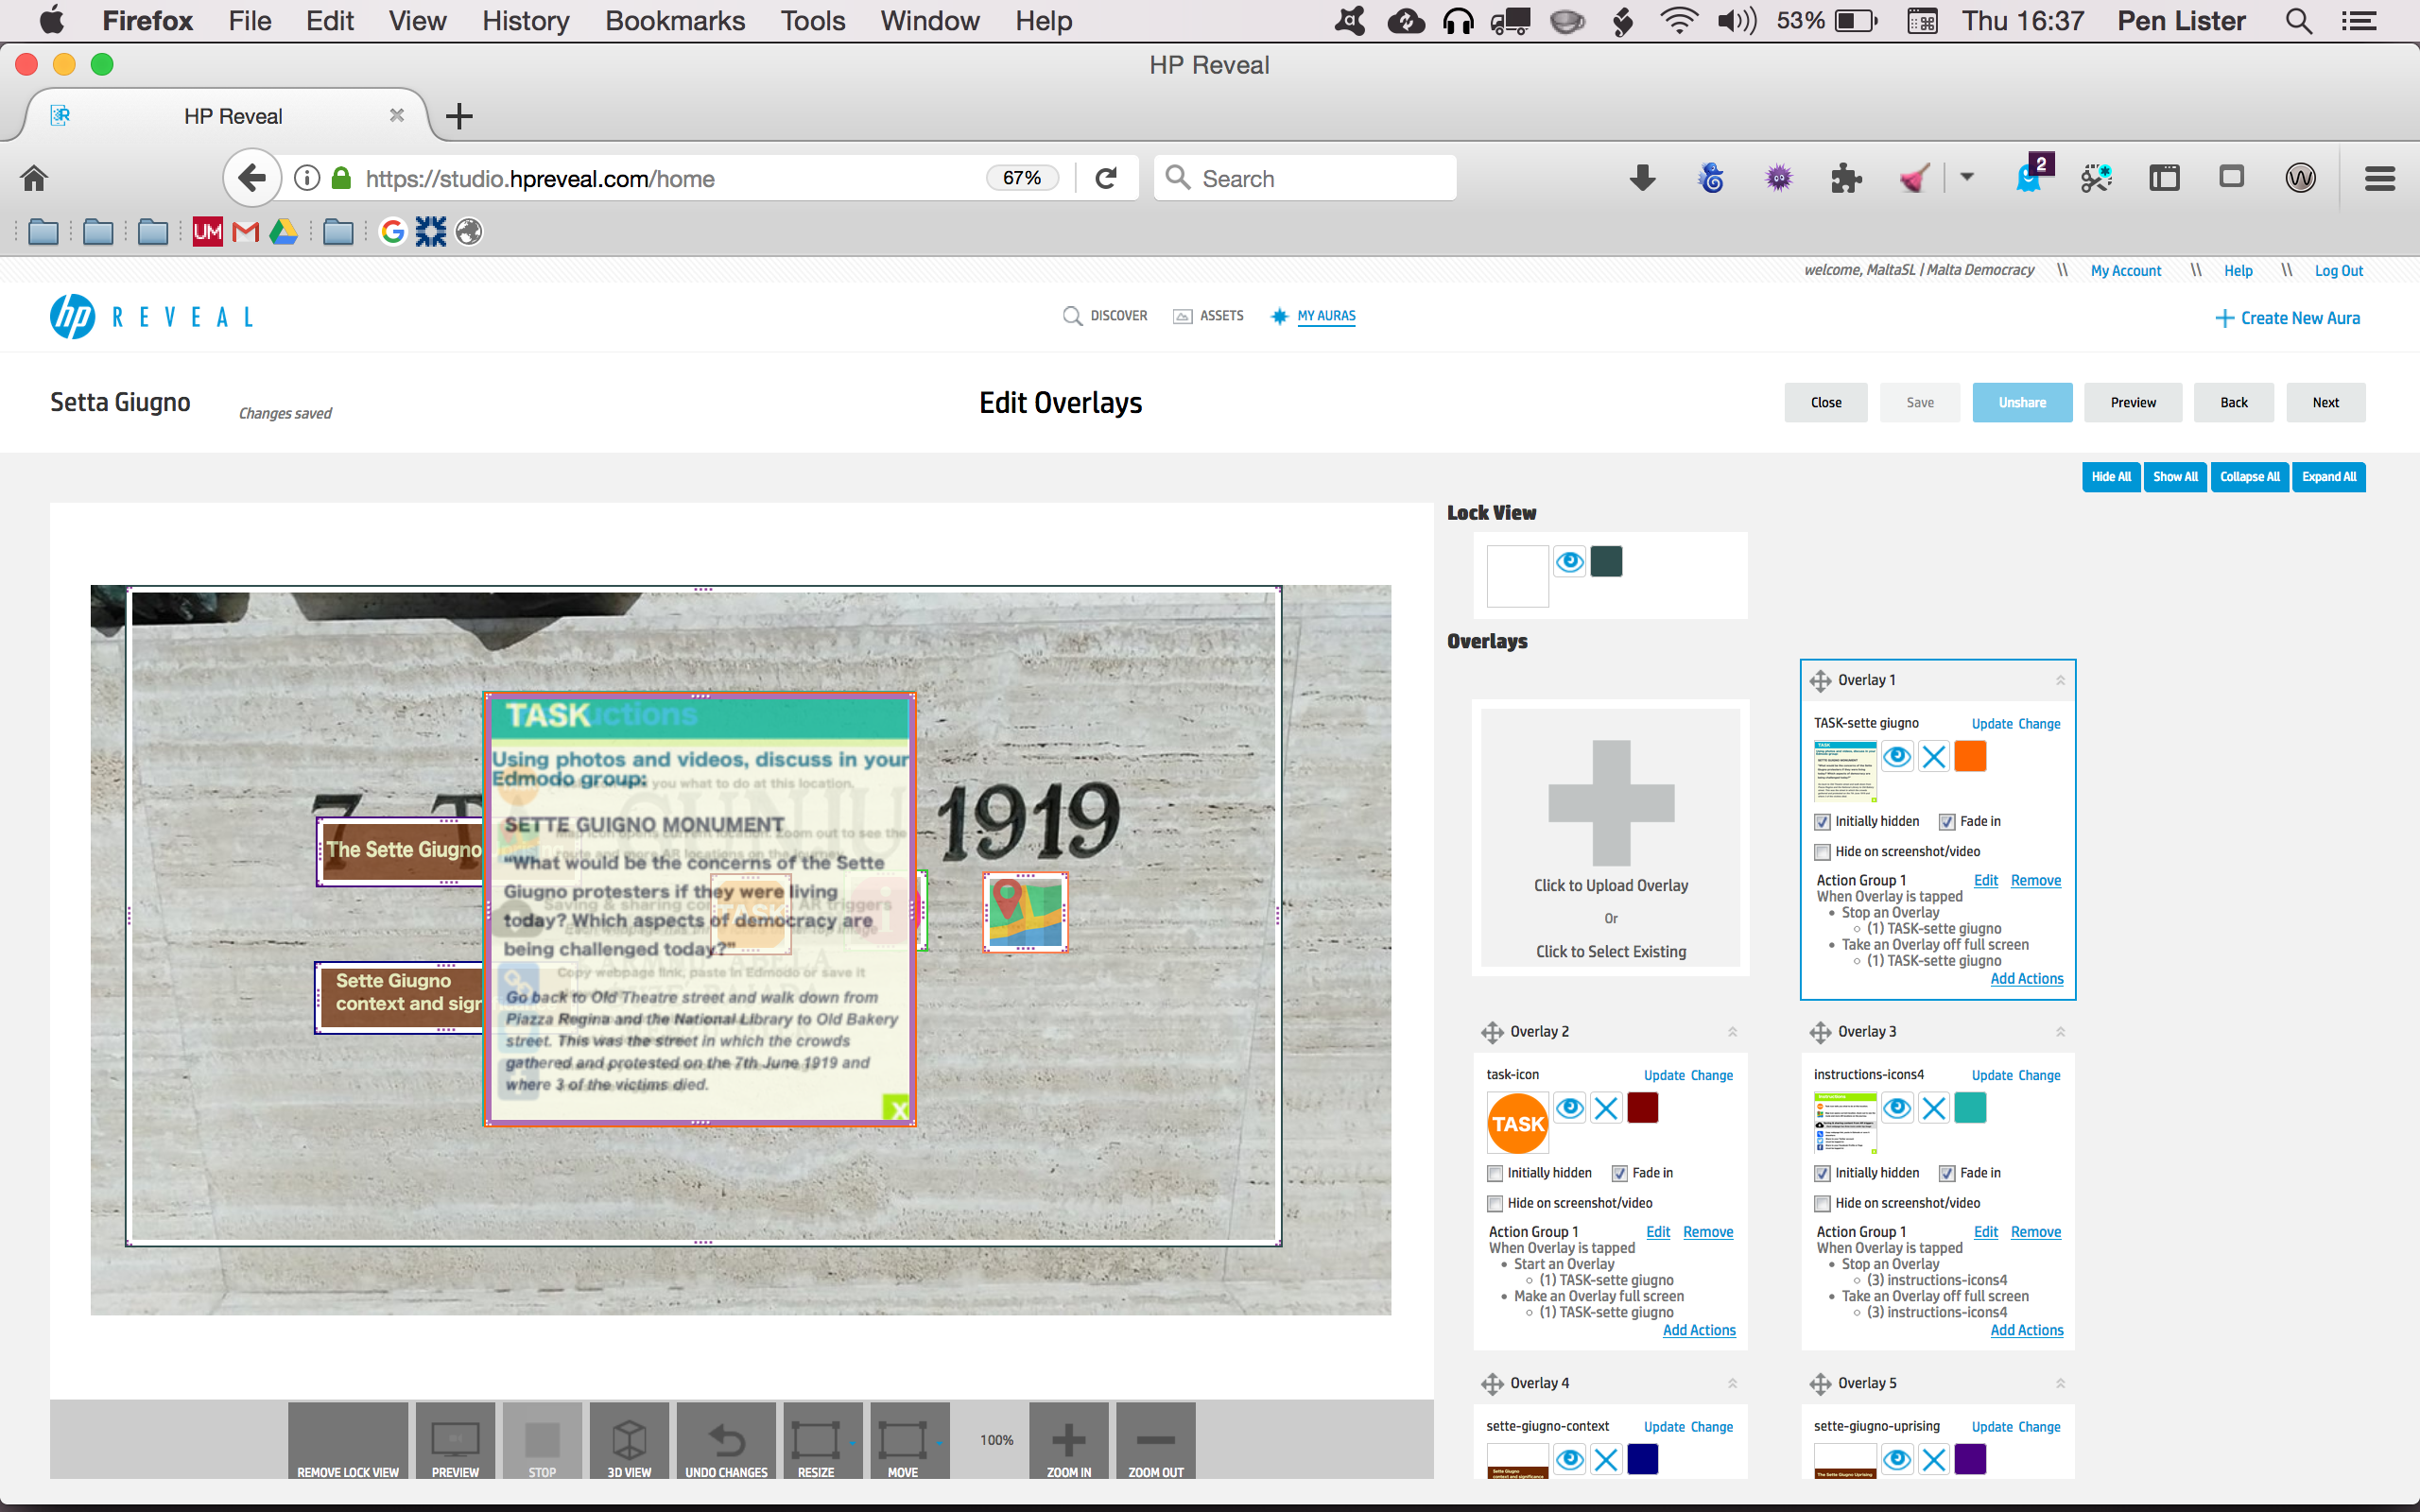 Firefox File Edit View History Bookmarks Tools Window Help 53% Thu 16:37 Pen Lister
HP Reveal
HP Reveal
https://studio.hpreveal.com/home 67% Search 2
UM
welcome, MaltaSL | Malta Democracy \\ My Account \\ Help \\ Log Out
hp REVEAL DISCOVER ASSETS MY AURAS Create New Aura
Setta Giugno Changes saved Edit Overlays Close Save Unshare Preview Back Next
Hide All Show All Collapse All Expand All
TASK
Using photos and videos, discuss in your
Edmodo group:
SETTE GUIGNO MONUMENT
"What would be the concerns of the Sette
Giugno protesters if they were living
today? Which aspects of democracy are
being challenged today?"
Go back to Old Theatre street and walk down from
Piazza Regina and the National Library to Old Bakery
street. This was the street in which the crowds
gathered and protested on the 7th June 1919 and
where 3 of the victims died.
X
7
1919
The Sette Giugno
Sette Giugno
context and sign
REMOVE LOCK VIEW PREVIEW STOP 3D VIEW UNDO CHANGES RESIZE MOVE 100% ZOOM IN ZOOM OUT
Lock View
Overlays
Click to Upload Overlay
Or
Click to Select Existing
Overlay 1
TASK-sette giugno Update Change
Initially hidden Fade in
Hide on screenshot/video
Action Group 1 Edit Remove
When Overlay is tapped
Stop an Overlay
(1) TASK-sette giugno
Take an Overlay off full screen
(1) TASK-sette giugno
Add Actions
Overlay 2
task-icon Update Change
TASK
Initially hidden Fade in
Hide on screenshot/video
Action Group 1 Edit Remove
When Overlay is tapped
Start an Overlay
(1) TASK-sette giugno
Make an Overlay full screen
(1) TASK-sette giugno
Add Actions
Overlay 3
instructions-icons4 Update Change
Initially hidden Fade in
Hide on screenshot/video
Action Group 1 Edit Remove
When Overlay is tapped
Stop an Overlay
(3) instructions-icons4
Take an Overlay off full screen
(3) instructions-icons4
Add Actions
Overlay 4
sette-giugno-context Update Change
Overlay 5
sette-giugno-uprising Update Change